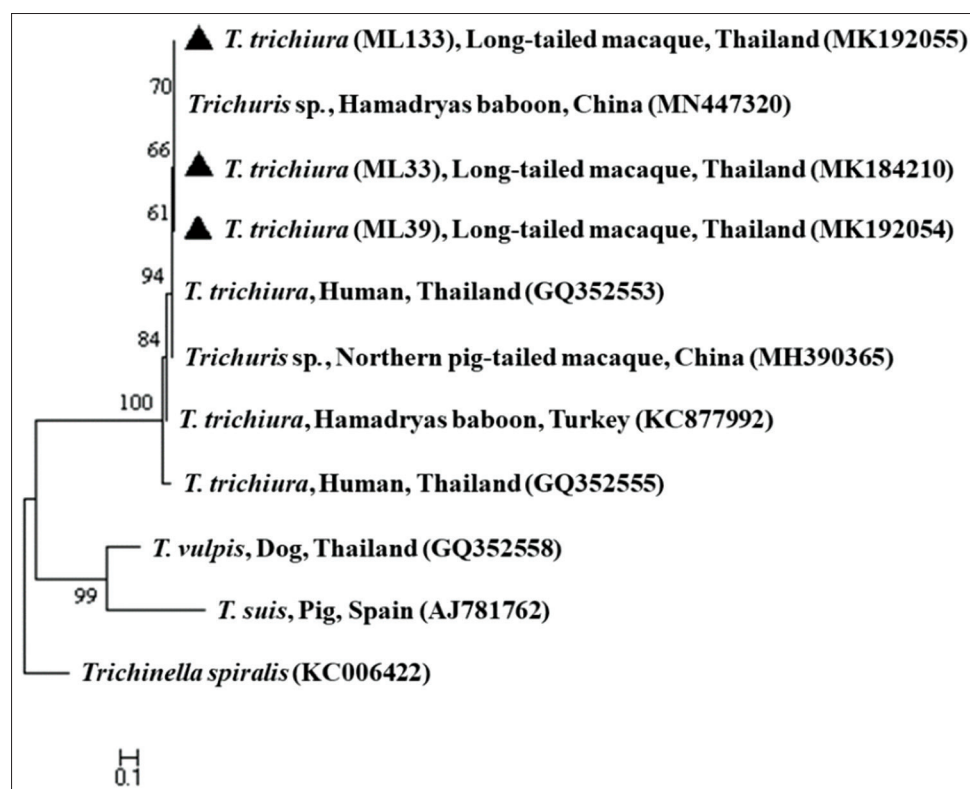 T. trichiura (ML133), Long-tailed macaque, Thailand (MK192055)
70
Trichuris sp., Hamadryas baboon, China (MN447320)
66
T. trichiura (ML33), Long-tailed macaque, Thailand (MK184210)
61
T. trichiura (ML39), Long-tailed macaque, Thailand (MK192054)
94
T. trichiura, Human, Thailand (GQ352553)
84
Trichuris sp., Northern pig-tailed macaque, China (MH390365)
100
T. trichiura, Hamadryas baboon, Turkey (KC877992)
T. trichiura, Human, Thailand (GQ352555)
T. vulpis, Dog, Thailand (GQ352558)
99
T. suis, Pig, Spain (AJ781762)
Trichinella spiralis (KC006422)
0.1